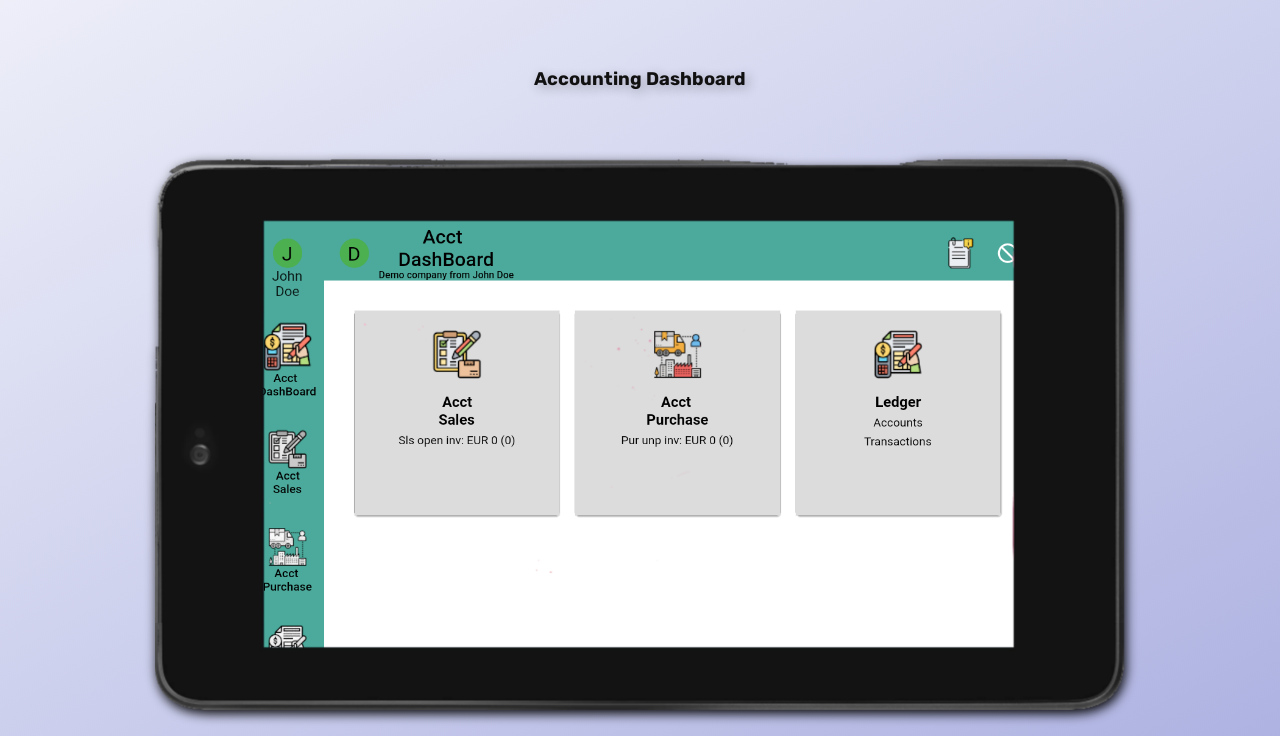 Accounting Dashboard
J
John
Doe
D
Acct
DashBoard
Demo company from John Doe
Acct
DashBoard
Acct
Sales
Acct
Purchase
Acct
Sales
Sls open inv: EUR 0 (0)
Acct
Purchase
Pur unp inv: EUR 0 (0)
Ledger
Accounts
Transactions